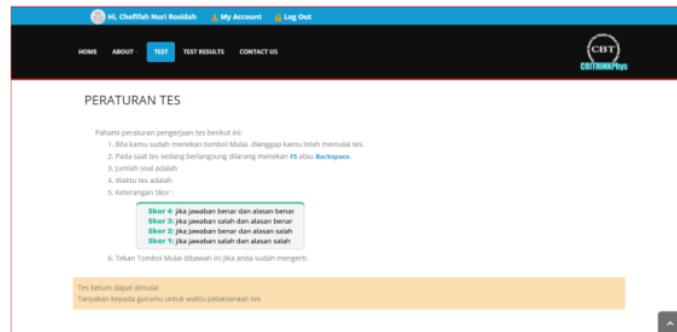 Hi, Choffifah Nuri Rosidah My Account Log Out
HOME ABOUT TEST TEST RESULTS CONTACT US
CBT
CRITHINKPhys
PERATURAN TES
Pahami peraturan pengerjaan tes berikut ini:
1. Bila kamu sudah menekan tombol Mulai, dianggap kamu telah memulai tes.
2. Pada saat tes sedang berlangsung dilarang menekan F5 atau Backspace.
3. Jumlah soal adalah
4. Waktu tes adalah
5. Keterangan Skor :
Skor 4: jika jawaban benar dan alasan benar
Skor 3: jika jawaban salah dan alasan benar
Skor 2: jika jawaban benar dan alasan salah
Skor 1: jika jawaban salah dan alasan salah
6. Tekan Tombol Mulai dibawah ini jika anda sudah mengerti.
Tes belum dapat dimulai
Tanyakan kepada gurumu untuk waktu pelaksanaan tes